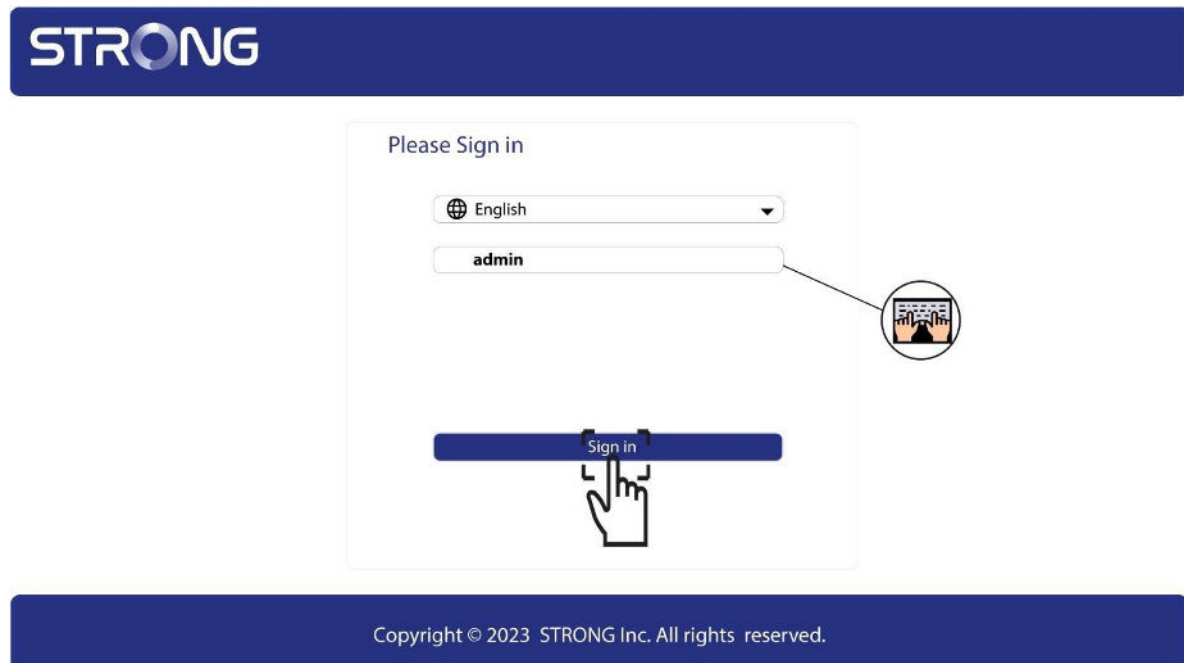 STRONG
Please Sign in
English
admin
Sign in
Copyright © 2023 STRONG Inc. All rights reserved.